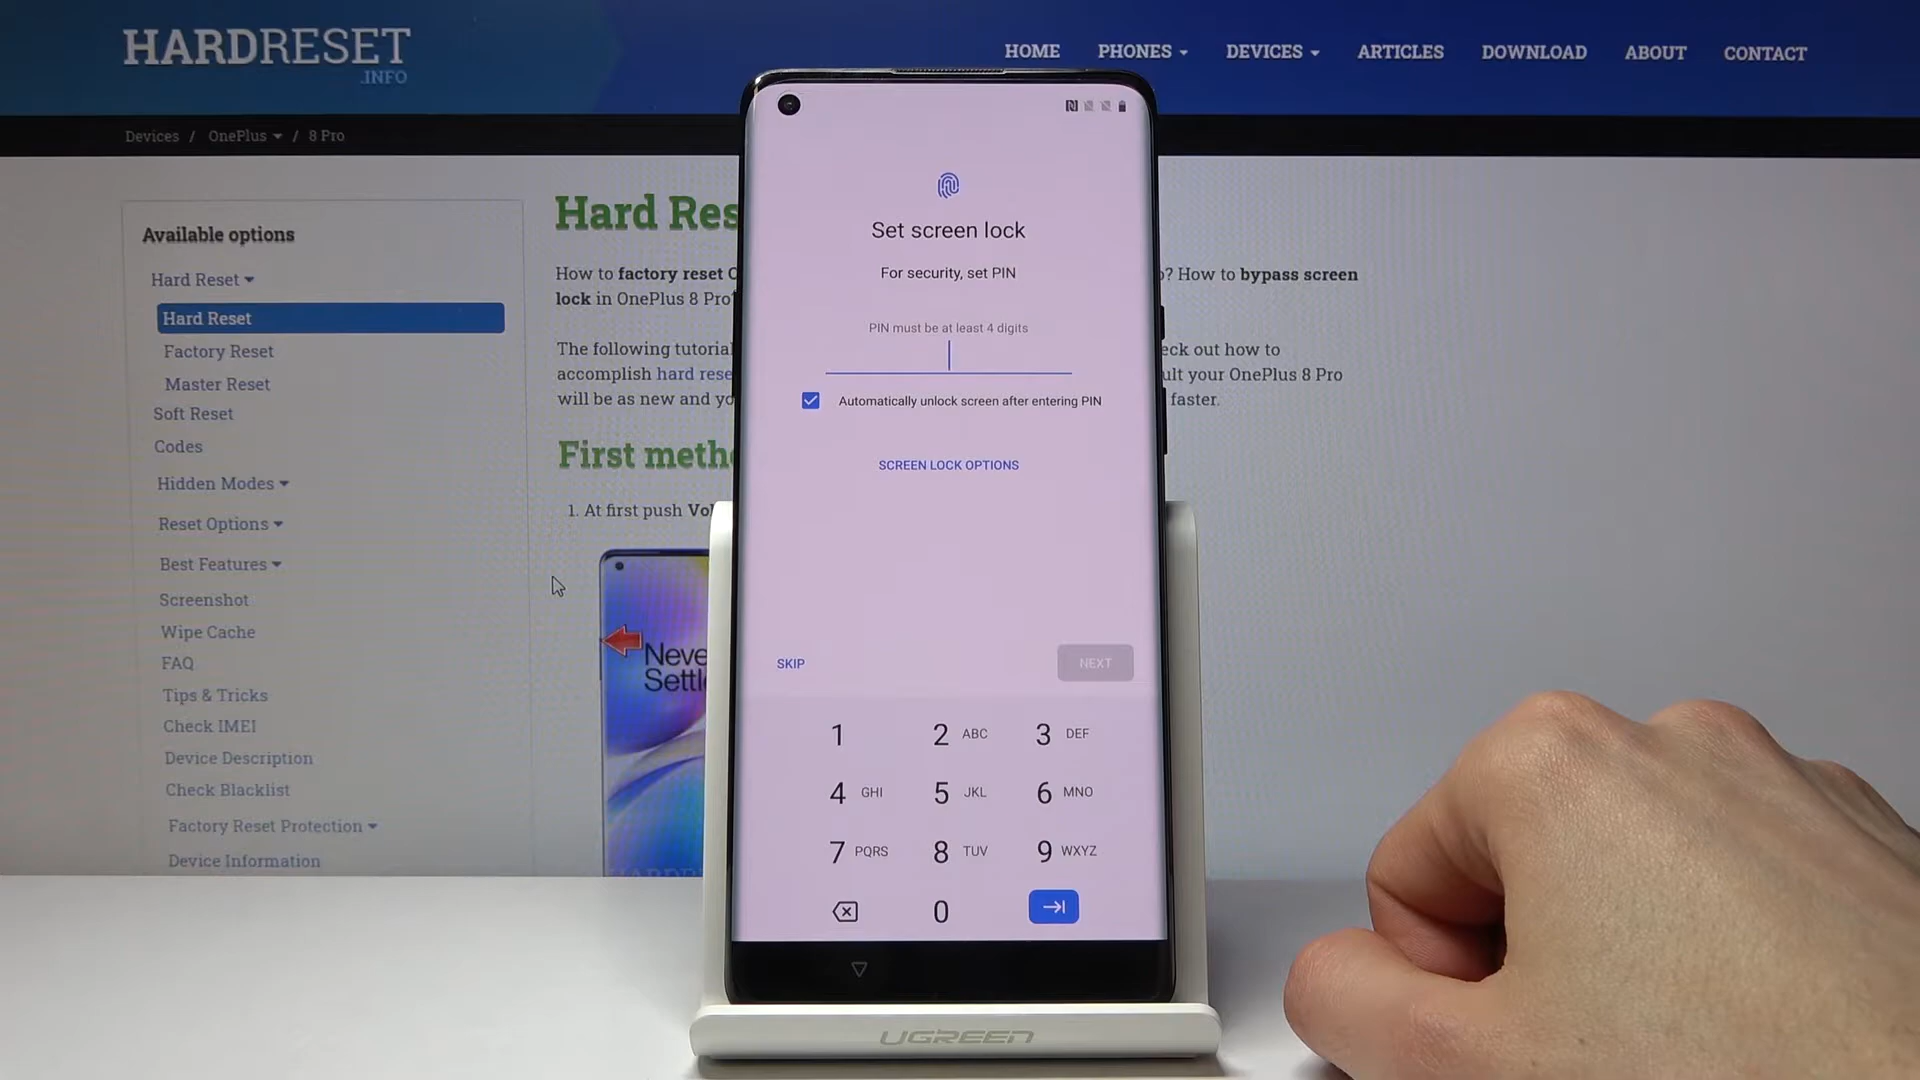 HARDRESET
.INFO
HOME PHONES DEVICES ARTICLES DOWNLOAD ABOUT CONTACT
Devices / OnePlus / 8 Pro
Available options
Hard Reset
Hard Reset
Factory Reset
Master Reset
Soft Reset
Codes
Hidden Modes
Reset Options
Best Features
Screenshot
Wipe Cache
FAQ
Tips & Tricks
Check IMEI
Device Description
Check Blacklist
Factory Reset Protection
Device Information
Hard Res
How to factory reset O ? How to bypass screen
lock in OnePlus 8 Pro
The following tutorial eck out how to
accomplish hard rese ult your OnePlus 8 Pro
will be as new and yo faster.
First meth
1. At first push Vol
Never
Settl
Set screen lock
For security, set PIN
PIN must be at least 4 digits
Automatically unlock screen after entering PIN
SCREEN LOCK OPTIONS
SKIP NEXT
1 2 ABC 3 DEF
4 GHI 5 JKL 6 MNO
7 PQRS 8 TUV 9 WXYZ
0
UGREEN